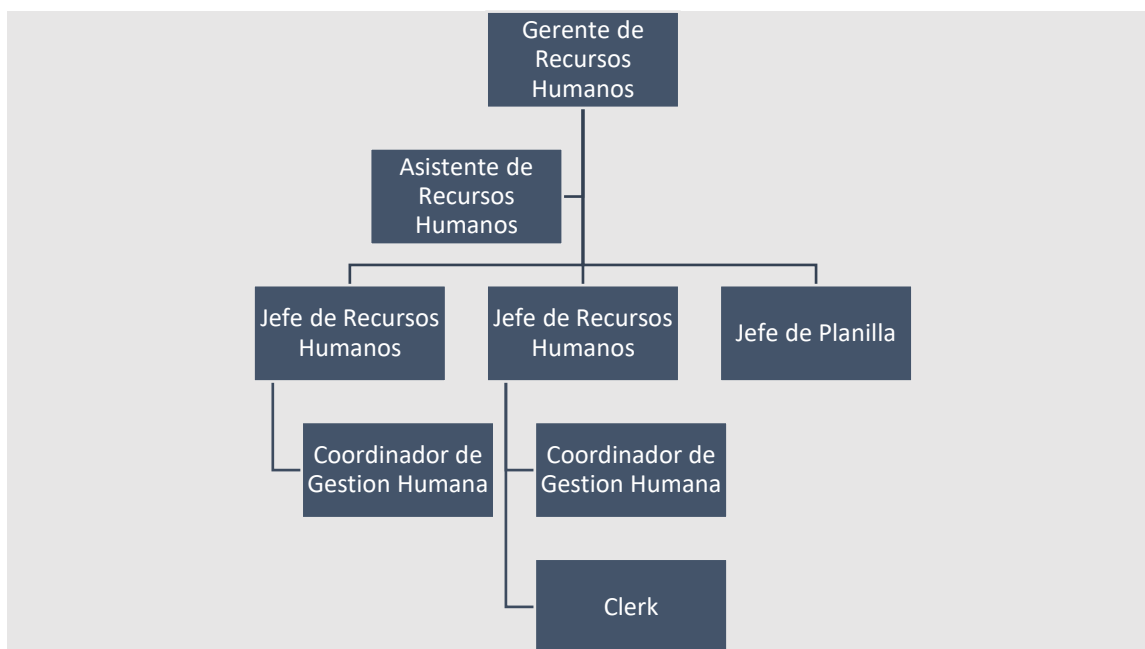 Gerente de
Recursos
Humanos
Asistente de
Recursos
Humanos
Jefe de Recursos
Humanos
Jefe de Recursos
Humanos
Jefe de Planilla
Coordinador de
Gestion Humana
Coordinador de
Gestion Humana
Clerk